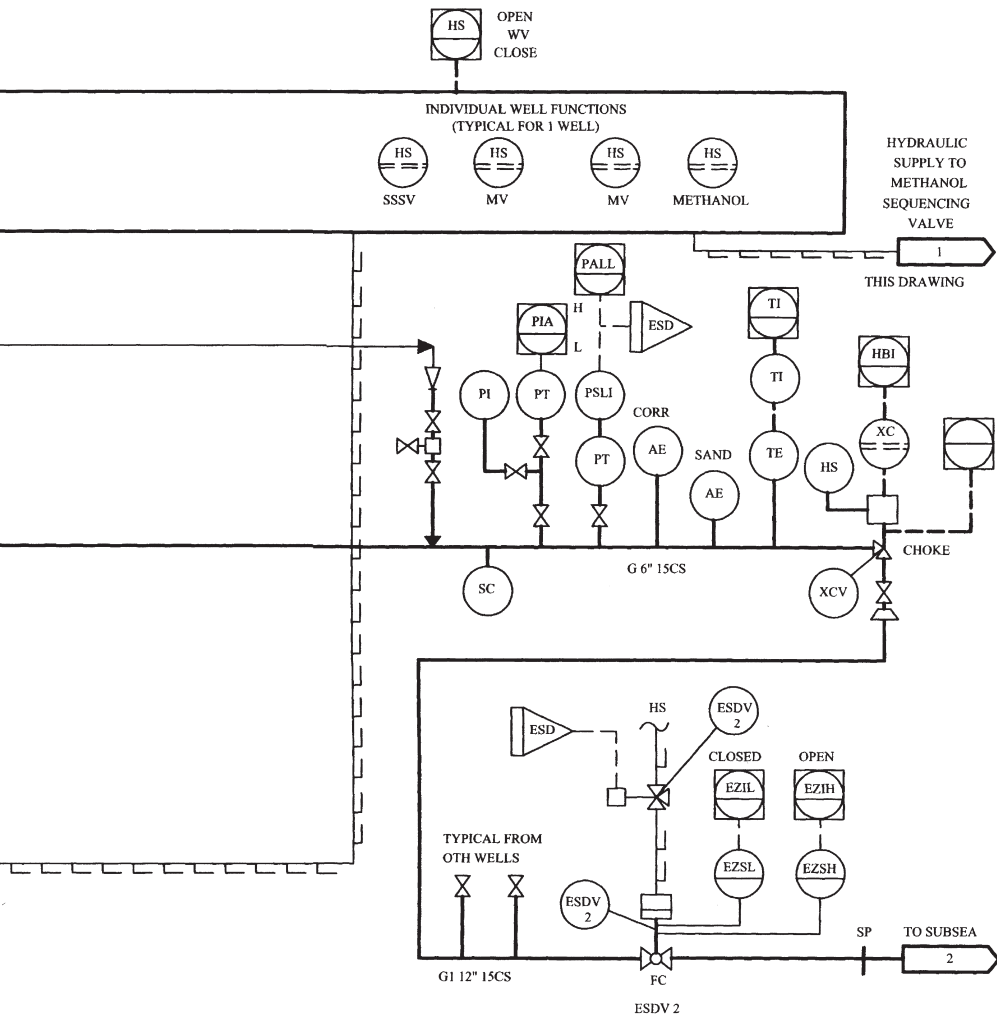 HS
OPEN
WV
CLOSE
INDIVIDUAL WELL FUNCTIONS
(TYPICAL FOR 1 WELL)
HS
HS
HS
HS
SSSV
MV
MV
METHANOL
HYDRAULIC
SUPPLY TO
METHANOL
SEQUENCING
VALVE
1
THIS DRAWING
PALL
H
PIA
L
ESD
TI
HBI
TI
PI
PT
PSLI
CORR
XC
AE
SAND
TE
HS
PT
AE
CHOKE
G 6" 15CS
SC
XCV
HS
ESDV
2
ESD
CLOSED
OPEN
EZIL
EZIH
TYPICAL FROM
OTH WELLS
EZSL
EZSH
ESDV
2
SP
TO SUBSEA
2
G1 12" 15CS
FC
ESDV 2